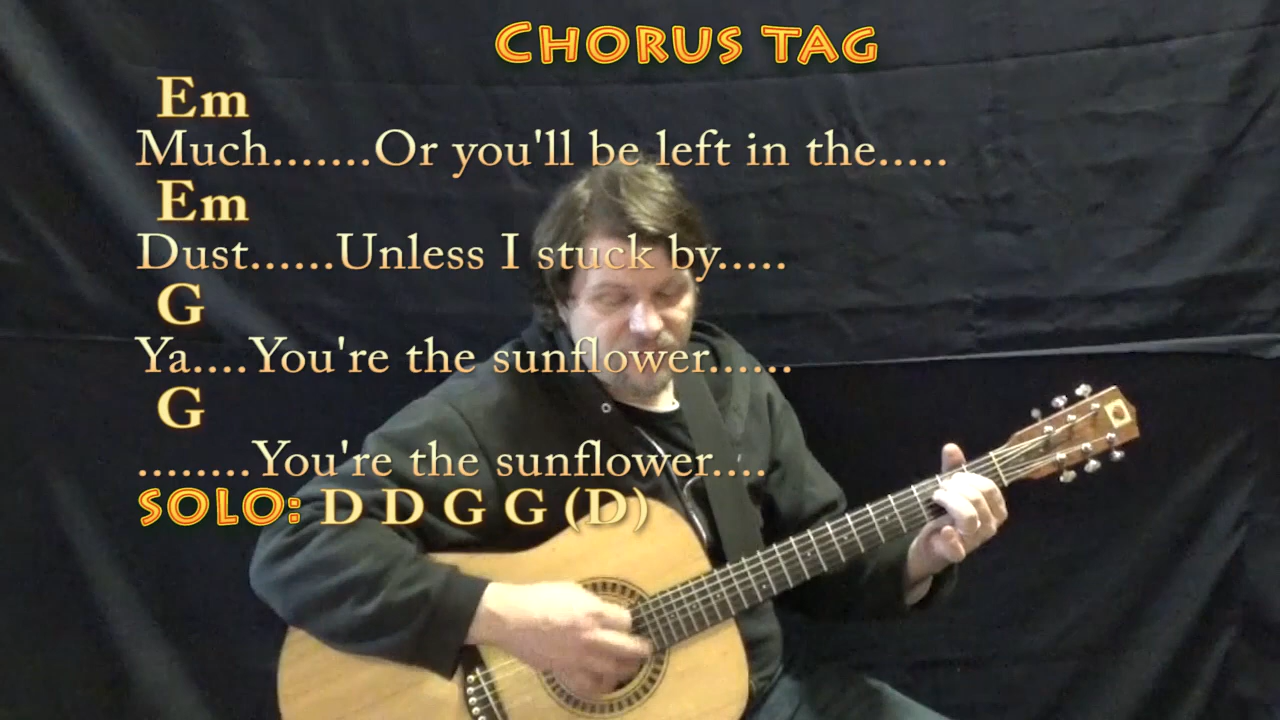 CHORUS TAG
Em
Much.......Or you'll be left in the.....
Em
Dust......Unless I stuck by.....
G
Ya....You're the sunflower......
G
........You're the sunflower....
SOLO: D D G G (D)